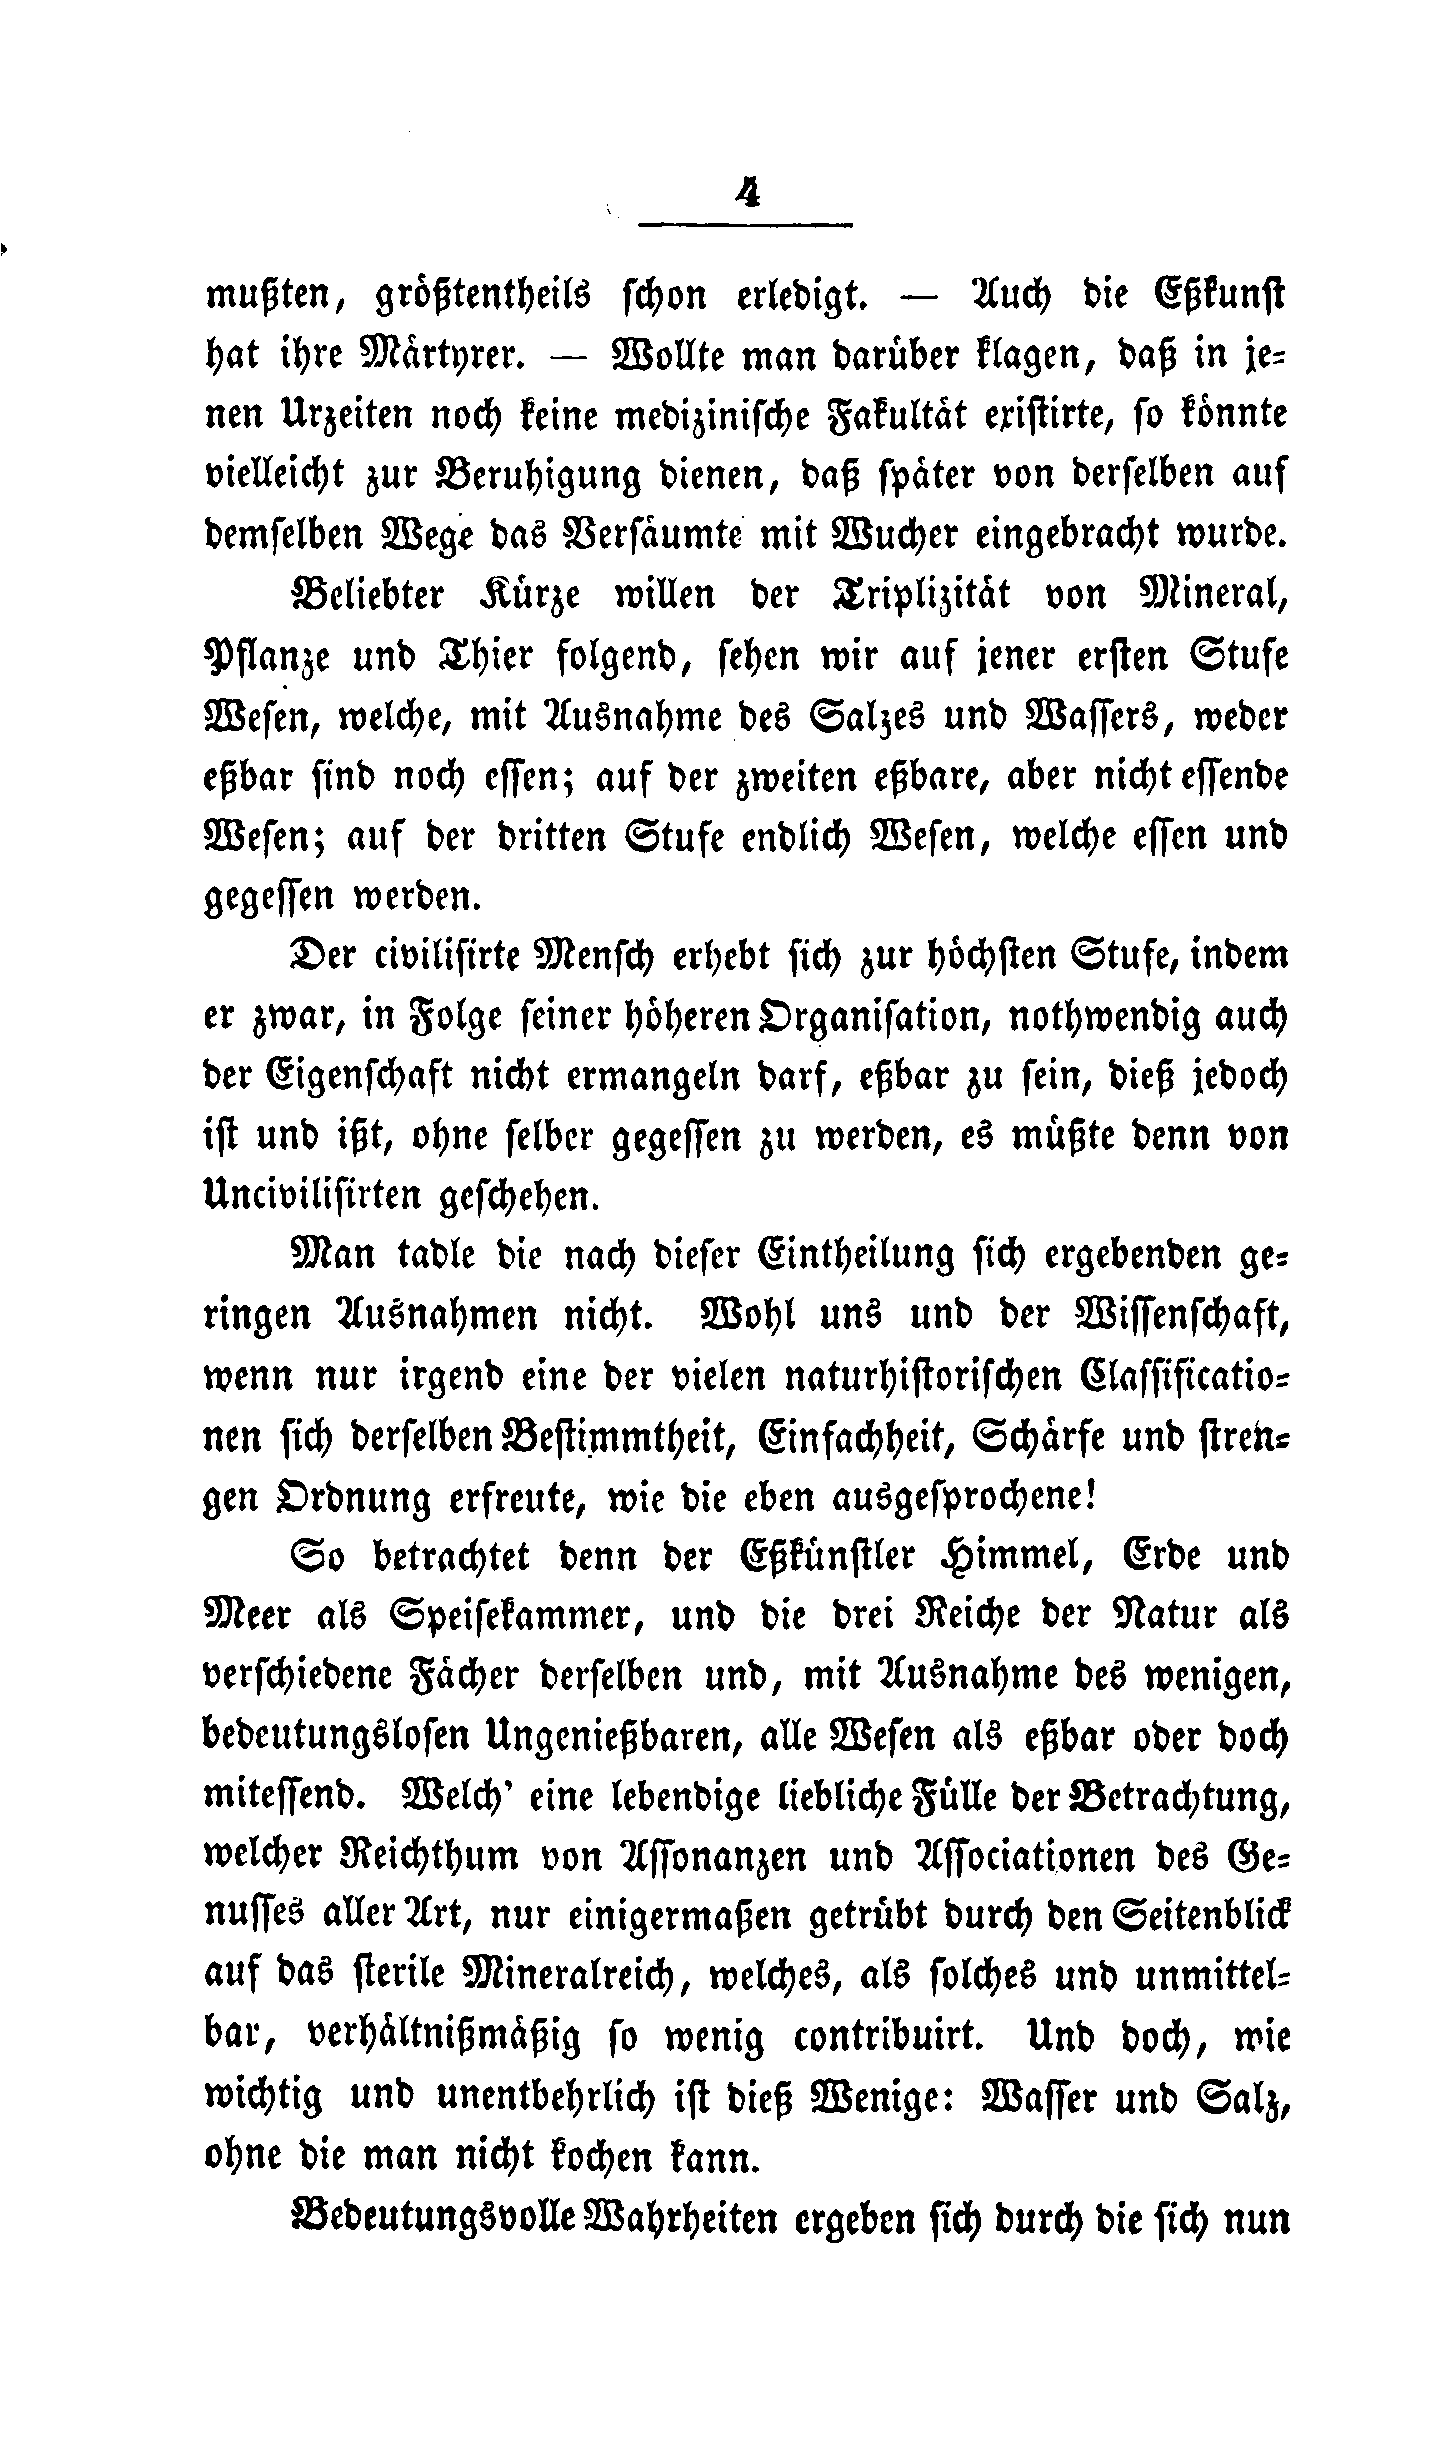 4
mußten, größtentheils ſchon erledigt. — Auch die Eßkunſt
hat ihre Märtyrer. — Wollte man darüber klagen, daß in je⸗
nen Urzeiten noch keine mediziniſche Fakultät exiſtirte, ſo könnte
vielleicht zur Beruhigung dienen, daß ſpäter von derſelben auf
demſelben Wege das Verſäumte mit Wucher eingebracht wurde.
Beliebter Kürze willen der Triplizität von Mineral,
Pflanze und Thier folgend, ſehen wir auf jener erſten Stufe
Weſen, welche, mit Ausnahme des Salzes und Waſſers, weder
eßbar ſind noch eſſen; auf der zweiten eßbare, aber nicht eſſende
Weſen; auf der dritten Stufe endlich Weſen, welche eſſen und
gegeſſen werden.
Der civiliſirte Menſch erhebt ſich zur höchſten Stufe, indem
er zwar, in Folge ſeiner höheren Organiſation, nothwendig auch
der Eigenſchaft nicht ermangeln darf, eßbar zu ſein, dieß jedoch
iſt und ißt, ohne ſelber gegeſſen zu werden, es müßte denn von
Unciviliſirten geſchehen.
Man tadle die nach dieſer Eintheilung ſich ergebenden ge⸗
ringen Ausnahmen nicht. Wohl uns und der Wiſſenſchaft,
wenn nur irgend eine der vielen naturhiſtoriſchen Claſſificatio⸗
nen ſich derſelben Beſtimmtheit, Einfachheit, Schärfe und ſtren⸗
gen Ordnung erfreute, wie die eben ausgeſprochene!
So betrachtet denn der Eßkünſtler Himmel, Erde und
Meer als Speiſekammer, und die drei Reiche der Natur als
verſchiedene Fächer derſelben und, mit Ausnahme des wenigen,
bedeutungsloſen Ungenießbaren, alle Weſen als eßbar oder doch
miteſſend. Welch' eine lebendige liebliche Fülle der Betrachtung,
welcher Reichthum von Aſſonanzen und Aſſociationen des Ge⸗
nuſſes aller Art, nur einigermaßen getrübt durch den Seitenblick
auf das ſterile Mineralreich, welches, als ſolches und unmittel⸗
bar, verhältnißmäßig ſo wenig contribuirt. Und doch, wie
wichtig und unentbehrlich iſt dieß Wenige: Waſſer und Salz,
ohne die man nicht kochen kann.
Bedeutungsvolle Wahrheiten ergeben ſich durch die ſich nun